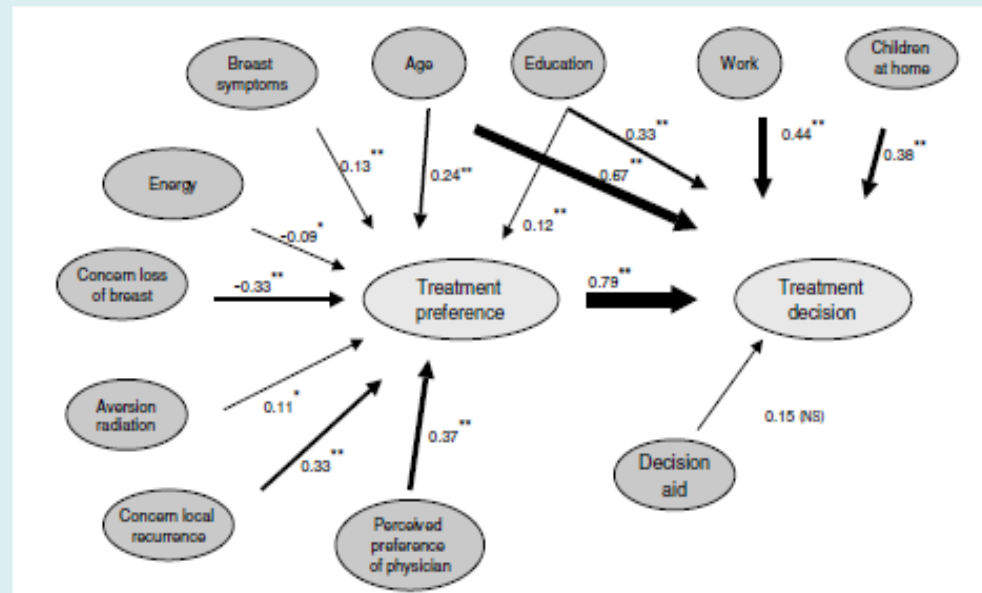 Breast
symptoms
Age
Education
Work
Children
at home
0.13**
0.24**
0.33**
0.67**
0.44**
0.38**
Energy
-0.09*
0.12**
Concern loss
of breast
-0.33**
Treatment
preference
0.79**
Treatment
decision
Aversion
radiation
0.11*
0.33**
0.37**
0.15 (NS)
Decision
aid
Concern local
recurrence
Perceived
preference
of physician